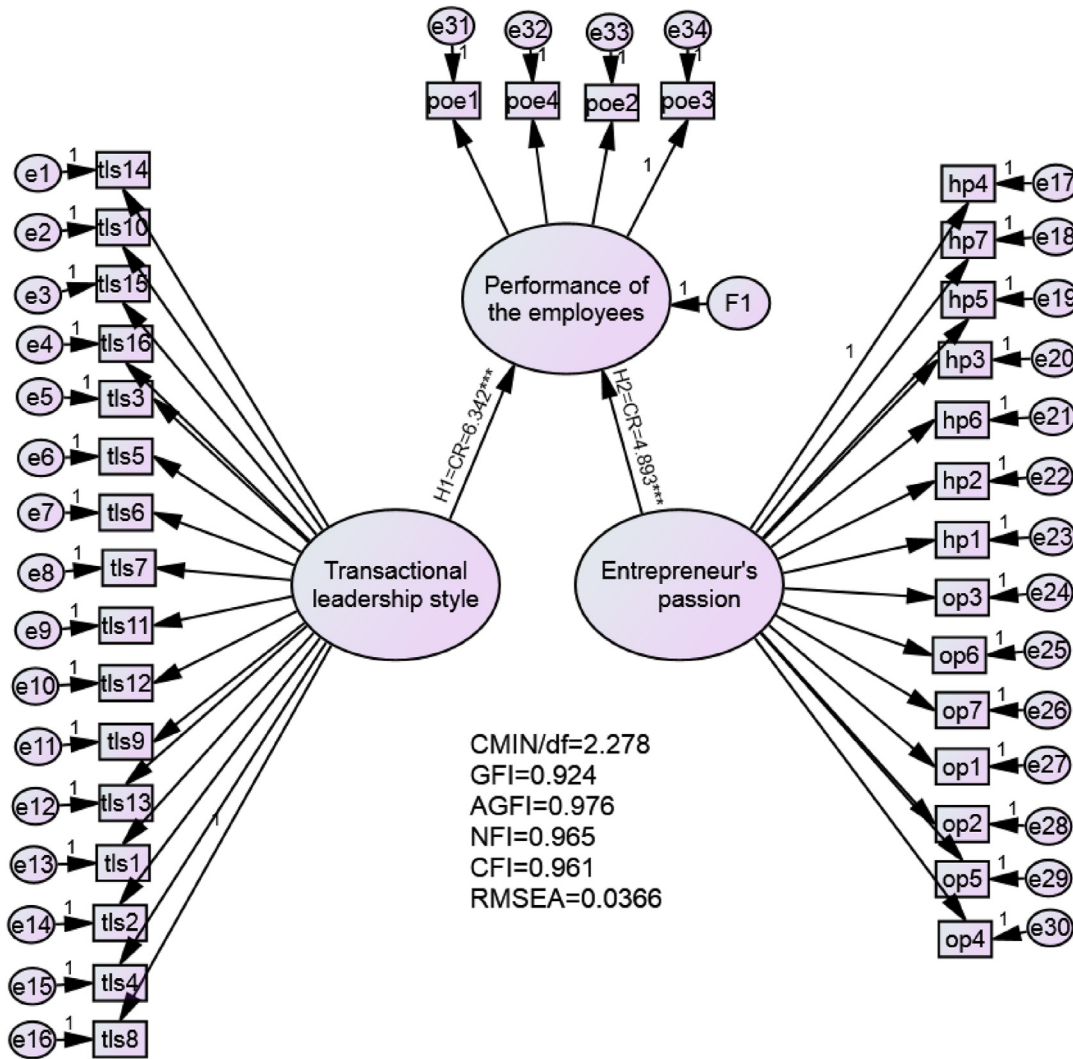 e31
e32
e33
e34
1
1
1
1
poe1
poe4
poe2
poe3
1
Performance of
the employees
1
F1
e1
1
tls14
e2
1
tls10
e3
1
tls15
e4
1
tls16
e5
1
tls3
e6
1
tls5
e7
1
tls6
e8
1
tls7
e9
1
tls11
e10
1
tls12
e11
1
tls9
e12
1
tls13
e13
1
tls1
e14
1
tls2
e15
1
tls4
e16
1
tls8
1
H1=CR=6.342***
H2=CR=4.893***
Transactional
leadership style
Entrepreneur's
passion
1
hp4
1
e17
hp7
1
e18
hp5
1
e19
hp3
1
e20
hp6
1
e21
hp2
1
e22
hp1
1
e23
op3
1
e24
op6
1
e25
op7
1
e26
op1
1
e27
op2
1
e28
op5
1
e29
op4
1
e30
CMIN/df=2.278
GFI=0.924
AGFI=0.976
NFI=0.965
CFI=0.961
RMSEA=0.0366